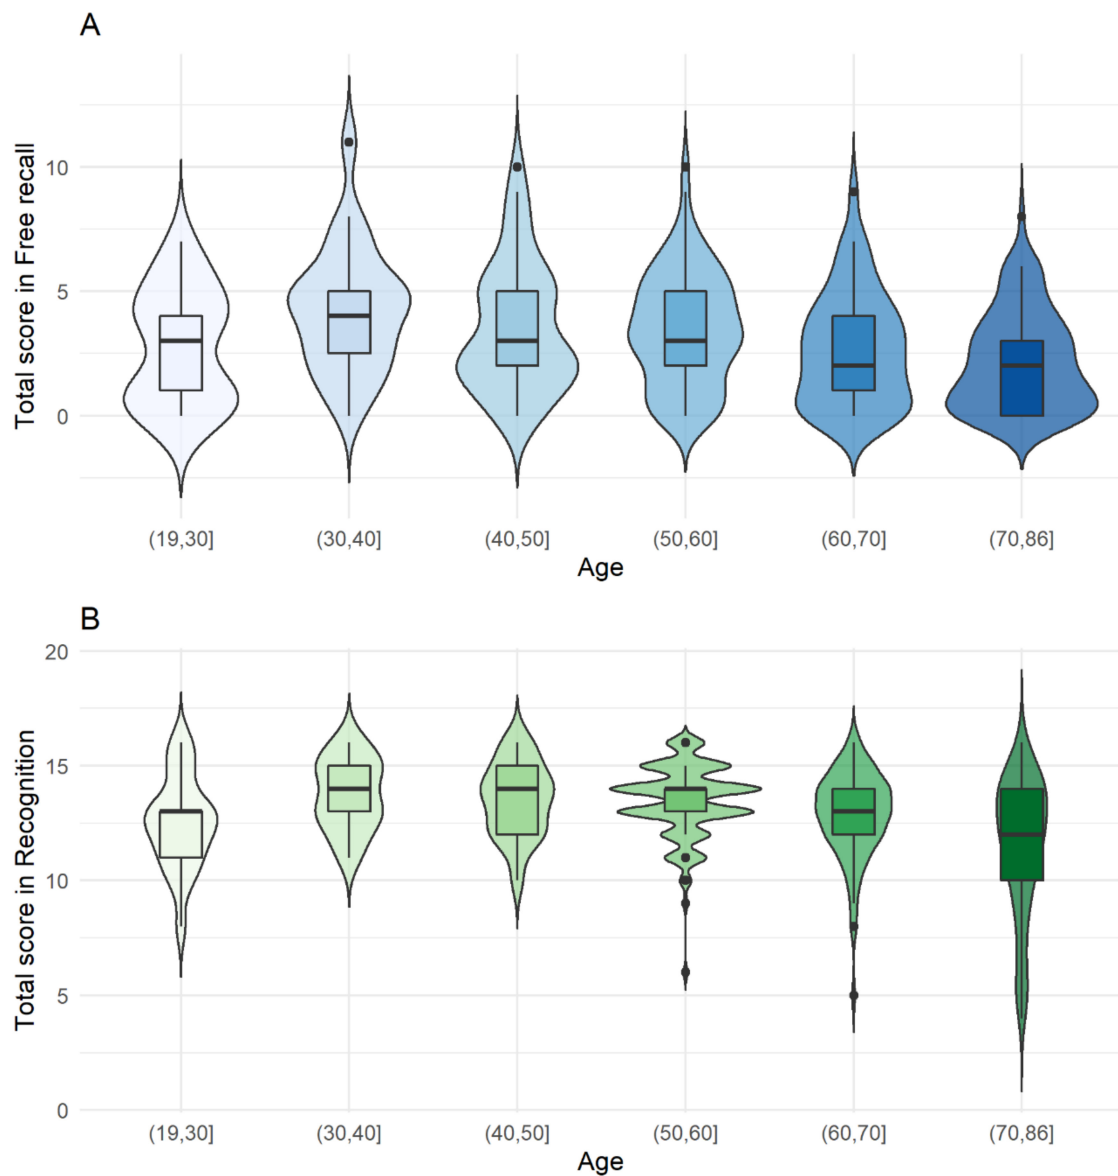 A
Total score in Free recall
10
5
0
(19,30] (30,40] (40,50] (50,60] (60,70] (70,86]
Age
B
Total score in Recognition
20
15
10
5
0
(19,30] (30,40] (40,50] (50,60] (60,70] (70,86]
Age